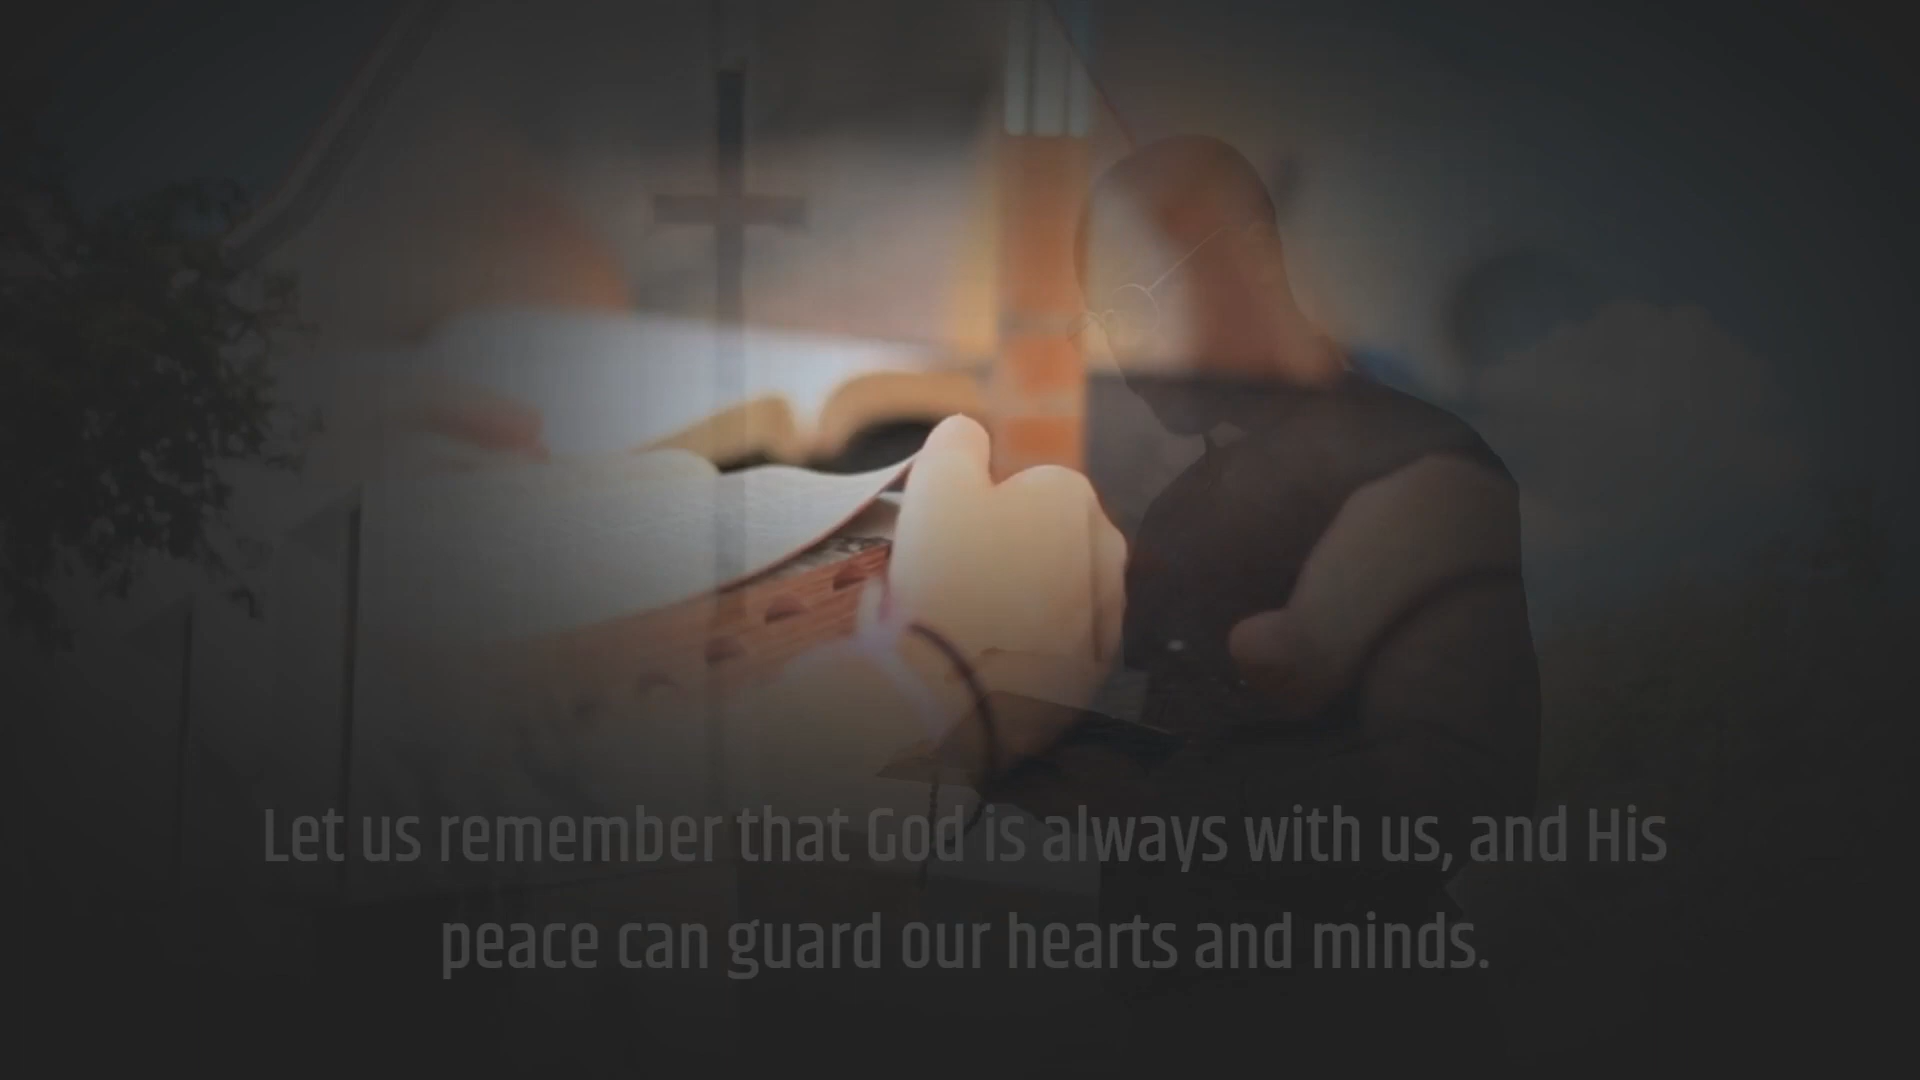 Let us remember that God is always with us, and His
peace can guard our hearts and minds.